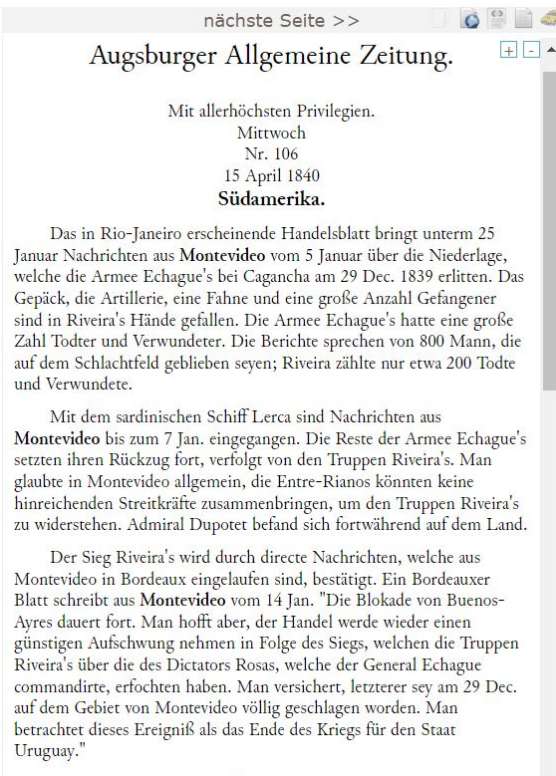 nächste Seite >>
Augsburger Allgemeine Zeitung.
+ -
Mit allerhöchsten Privilegien.
Mittwoch
Nr. 106
15 April 1840
Südamerika.
Das in Rio-Janeiro erscheinende Handelsblatt bringt unterm 25
Januar Nachrichten aus Montevideo vom 5 Januar über die Niederlage,
welche die Armee Echague's bei Cagancha am 29 Dec. 1839 erlitten. Das
Gepäck, die Artillerie, eine Fahne und eine große Anzahl Gefangener
sind in Riveira's Hände gefallen. Die Armee Echague's hatte eine große
Zahl Todter und Verwundeter. Die Berichte sprechen von 800 Mann, die
auf dem Schlachtfeld geblieben seyen; Riveira zählte nur etwa 200 Todte
und Verwundete.
Mit dem sardinischen Schiff Lerca sind Nachrichten aus
Montevideo bis zum 7 Jan. eingegangen. Die Reste der Armee Echague's
setzten ihren Rückzug fort, verfolgt von den Truppen Riveira's. Man
glaubte in Montevideo allgemein, die Entre-Rianos könnten keine
hinreichenden Streitkräfte zusammenbringen, um den Truppen Riveira's
zu widerstehen. Admiral Dupotet befand sich fortwährend auf dem Land.
Der Sieg Riveira's wird durch directe Nachrichten, welche aus
Montevideo in Bordeaux eingelaufen sind, bestätigt. Ein Bordeauxer
Blatt schreibt aus Montevideo vom 14 Jan. "Die Blokade von Buenos-
Ayres dauert fort. Man hofft aber, der Handel werde wieder einen
günstigen Aufschwung nehmen in Folge des Siegs, welchen die Truppen
Riveira's über die des Dictators Rosas, welche der General Echague
commandirte, erfochten haben. Man versichert, letzterer sey am 29 Dec.
auf dem Gebiet von Montevideo völlig geschlagen worden. Man
betrachtet dieses Ereigniß als das Ende des Kriegs für den Staat
Uruguay."